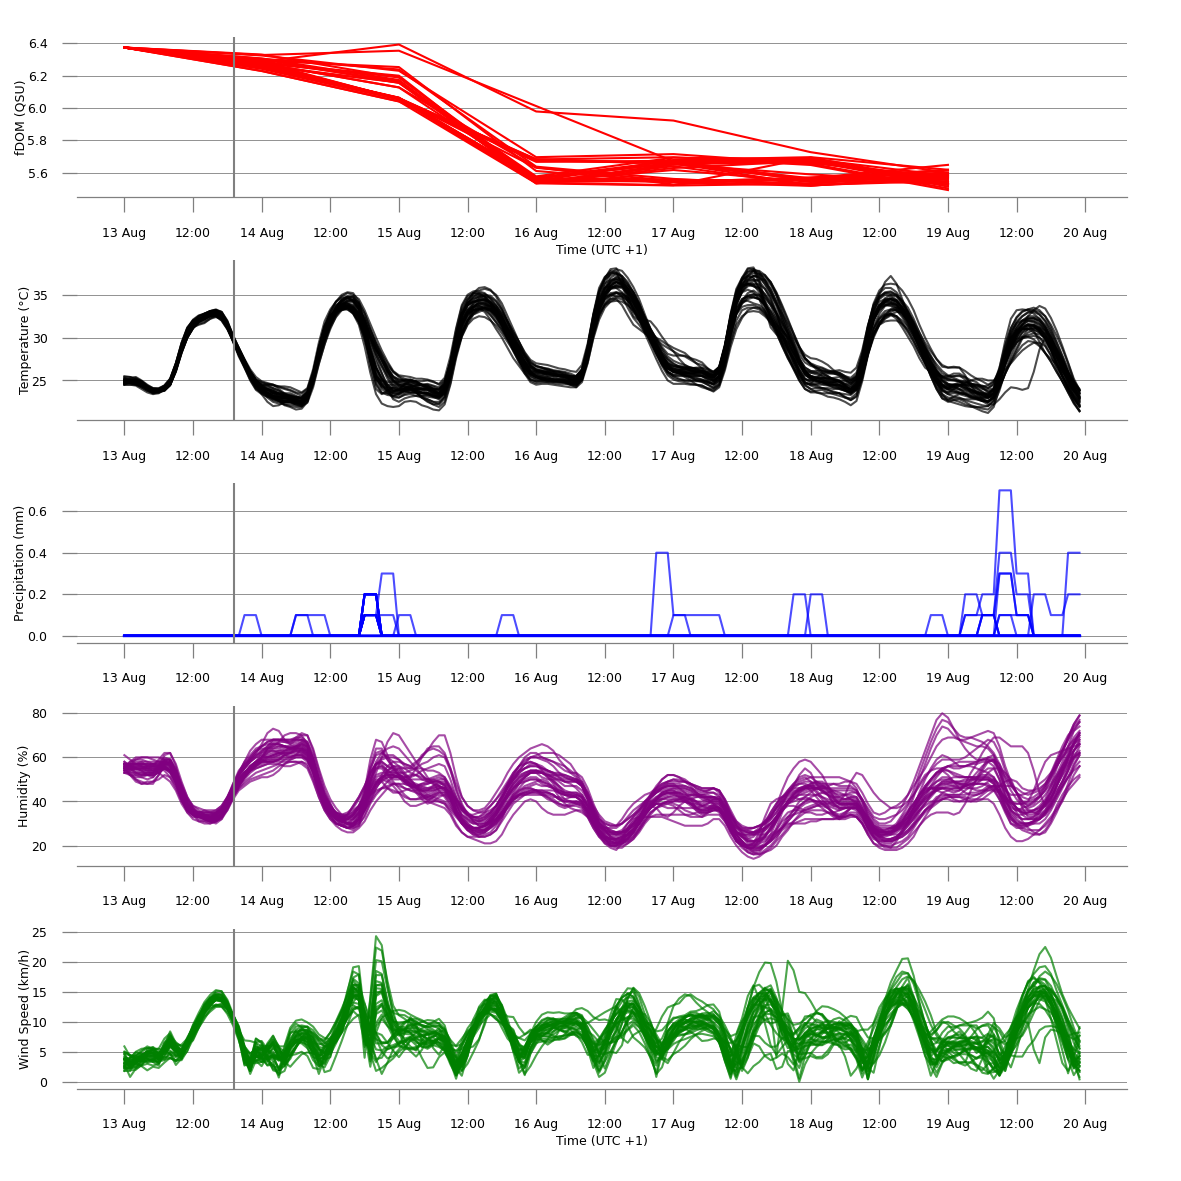 6.4
6.2
6.0
5.8
5.6
fDOM (QSU)
13 Aug 12:00 14 Aug 12:00 15 Aug 12:00 16 Aug 12:00 17 Aug 12:00 18 Aug 12:00 19 Aug 12:00 20 Aug
Time (UTC +1)
35
30
25
Temperature (°C)
13 Aug 12:00 14 Aug 12:00 15 Aug 12:00 16 Aug 12:00 17 Aug 12:00 18 Aug 12:00 19 Aug 12:00 20 Aug
0.6
0.4
0.2
0.0
Precipitation (mm)
13 Aug 12:00 14 Aug 12:00 15 Aug 12:00 16 Aug 12:00 17 Aug 12:00 18 Aug 12:00 19 Aug 12:00 20 Aug
80
60
40
20
Humidity (%)
13 Aug 12:00 14 Aug 12:00 15 Aug 12:00 16 Aug 12:00 17 Aug 12:00 18 Aug 12:00 19 Aug 12:00 20 Aug
25
20
15
10
5
0
Wind Speed (km/h)
13 Aug 12:00 14 Aug 12:00 15 Aug 12:00 16 Aug 12:00 17 Aug 12:00 18 Aug 12:00 19 Aug 12:00 20 Aug
Time (UTC +1)